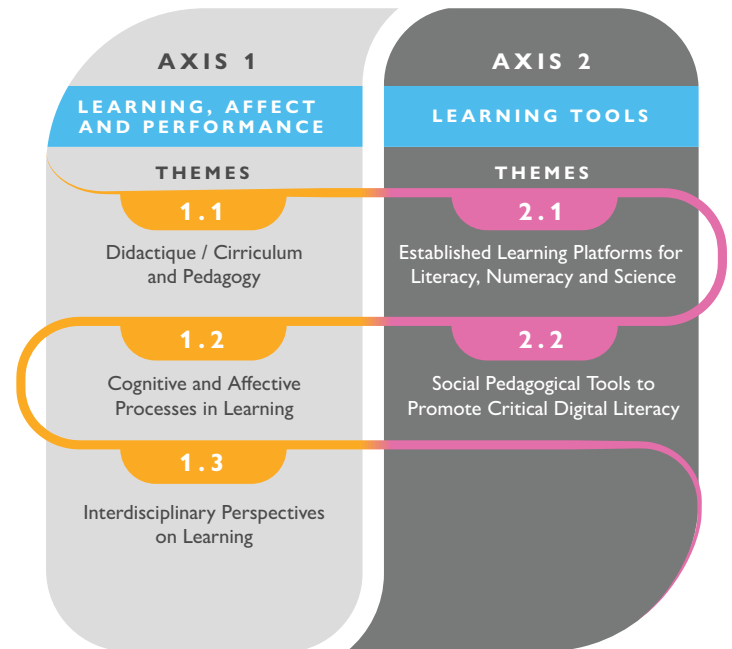 AXIS 1
LEARNING, AFFECT
AND PERFORMANCE
THEMES
1.1
Didactique / Cirriculum
and Pedagogy
1.2
Cognitive and Affective
Processes in Learning
1.3
Interdisciplinary Perspectives
on Learning
AXIS 2
LEARNING TOOLS
THEMES
2.1
Established Learning Platforms for
Literacy, Numeracy and Science
2.2
Social Pedagogical Tools to
Promote Critical Digital Literacy